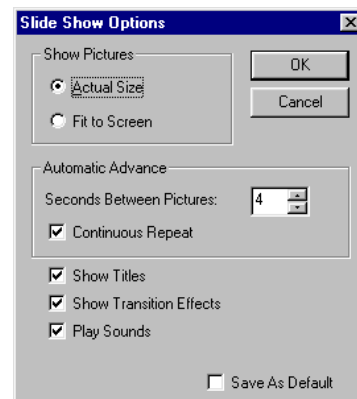 Slide Show Options
Show Pictures
Actual Size
Fit to Screen
OK
Cancel
Automatic Advance
Seconds Between Pictures: 4
Continuous Repeat
Show Titles
Show Transition Effects
Play Sounds
Save As Default